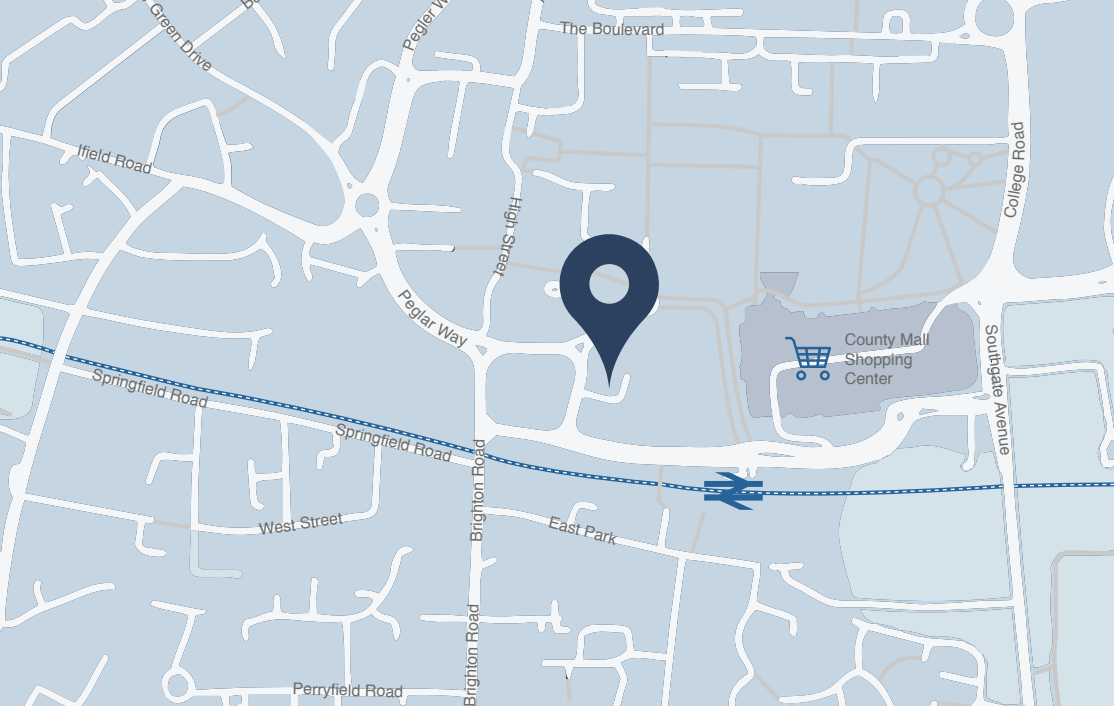 Green Drive
Pegler W
The Boulevard
Ifield Road
College Road
High Street
Peglar Way
County Mall
Shopping
Center
Southgate Avenue
Springfield Road
Springfield Road
Brighton Road
West Street
East Park
Brighton Road
Perryfield Road